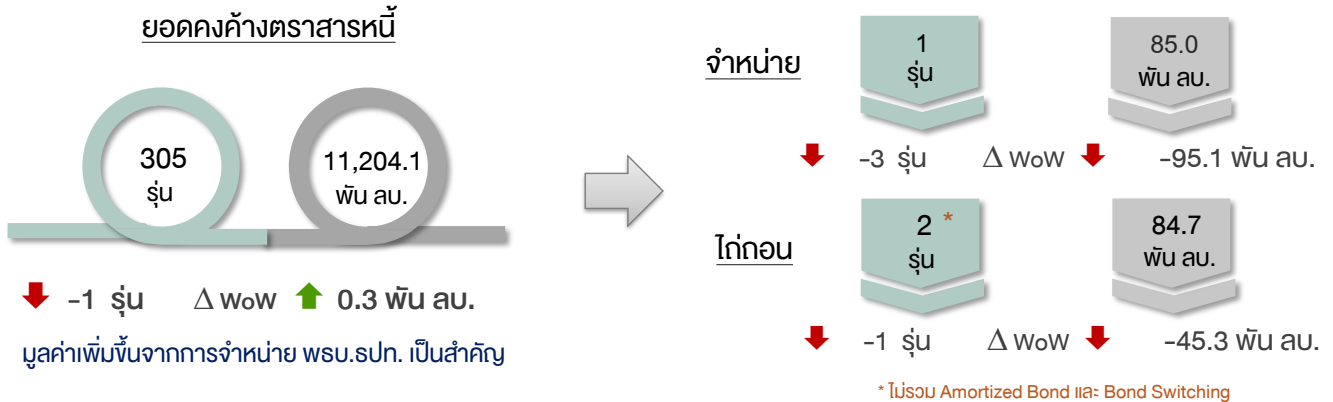 ยอดคงค้างตราสารหนี้
305
รุ่น
11,204.1
พัน ลบ.
-1 รุ่น Δ WoW 0.3 พัน ลบ.
มูลค่าเพิ่มขึ้นจากการจำหน่าย พธบ.ธปท. เป็นสำคัญ
จำหน่าย
1
รุ่น
85.0
พัน ลบ.
-3 รุ่น Δ WoW -95.1 พัน ลบ.
ไถ่ถอน
2 *
รุ่น
84.7
พัน ลบ.
-1 รุ่น Δ WoW -45.3 พัน ลบ.
* ไม่รวม Amortized Bond และ Bond Switching